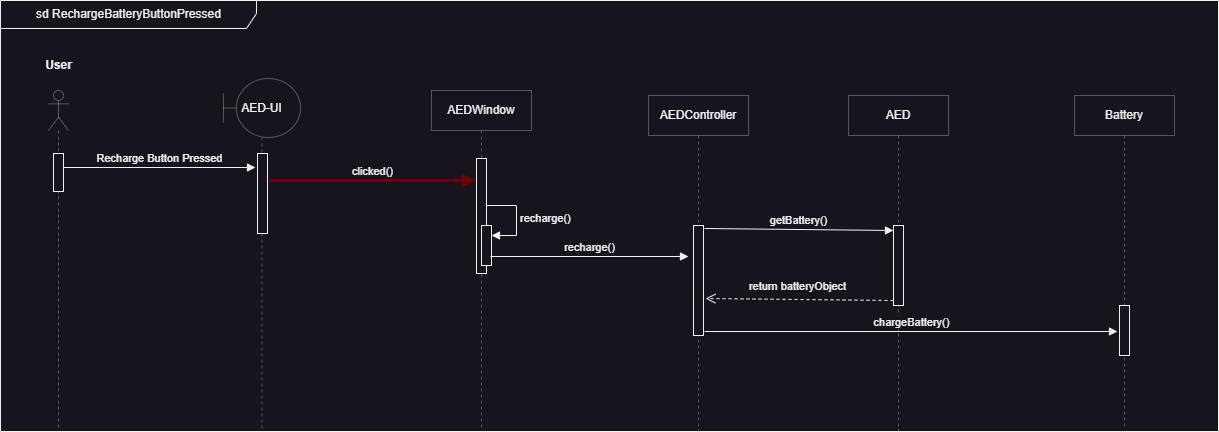 sd RechargeBatteryButtonPressed
User
AED-UI
AEDWindow
AEDController
AED
Battery
Recharge Button Pressed
clicked()
recharge()
getBattery()
recharge()
return batteryObject
chargeBattery()